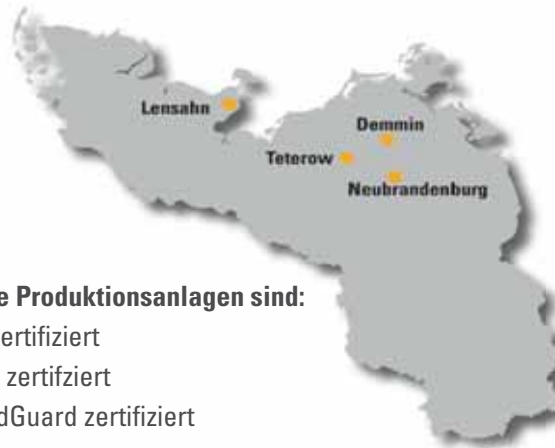 Lensahn
Demmin
Teterow
Neubrandenburg
e Produktionsanlagen sind:
ertifiziert
zertifziert
dGuard zertifiziert